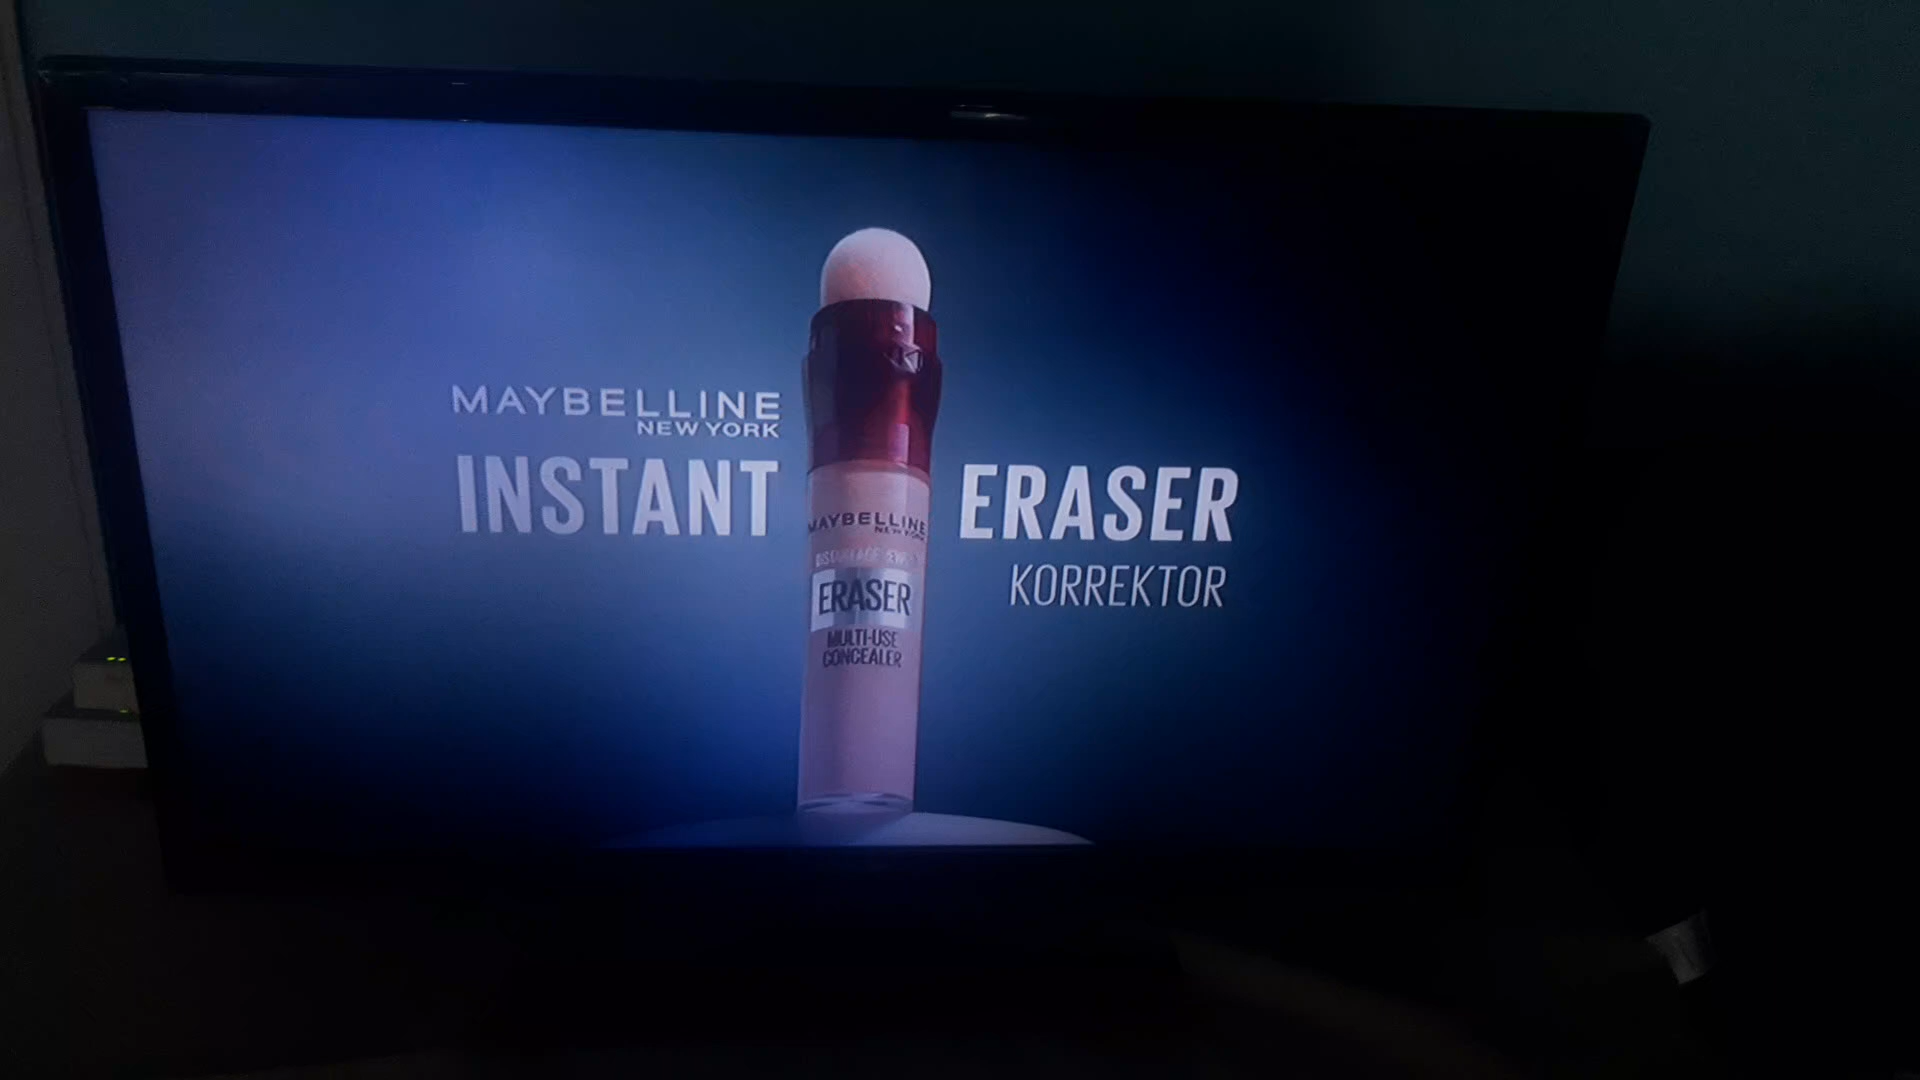 MAYBELLINE
NEW YORK
INSTANT ERASER
KORREKTOR
MAYBELLINE
NEW YORK
ERASER
MULTI-USE
CONCEALER